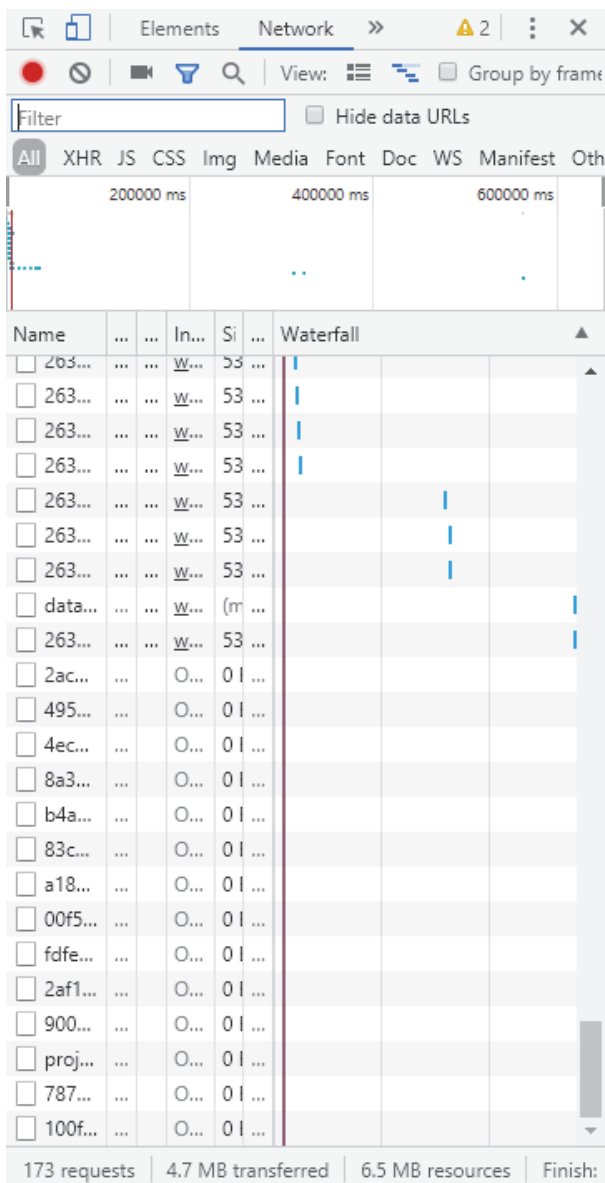 Elements Network » 2
View: Group by frame
Filter Hide data URLs
All XHR JS CSS Img Media Font Doc WS Manifest Oth
200000 ms 400000 ms 600000 ms
Name ... ... In... Si ... Waterfall
263... ... ... w... 53 ...
263... ... ... w... 53 ...
263... ... ... w... 53 ...
263... ... ... w... 53 ...
263... ... ... w... 53 ...
263... ... ... w... 53 ...
263... ... ... w... 53 ...
data... ... ... w... (m ...
263... ... ... w... 53 ...
2ac... ... O... 0 ...
495... ... O... 0 ...
4ec... ... O... 0 ...
8a3... ... O... 0 ...
b4a... ... O... 0 ...
83c... ... O... 0 ...
a18... ... O... 0 ...
00f5... ... O... 0 ...
fdfe... ... O... 0 ...
2af1... ... O... 0 ...
900... ... O... 0 ...
proj... ... O... 0 ...
787... ... O... 0 ...
100f... ... O... 0 ...
173 requests 4.7 MB transferred 6.5 MB resources Finish: